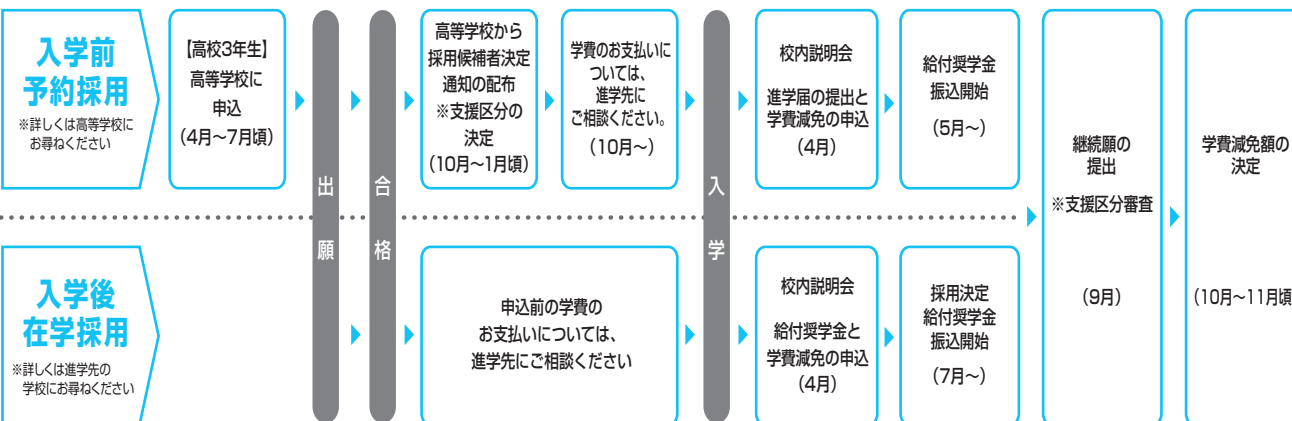 入学前
予約採用
※詳しくは高等学校に
お尋ねください
【高校3年生】
高等学校に
申込
(4月〜7月頃)
出願
合格
高等学校から
採用候補者決定
通知の配布
※支援区分の
決定
(10月〜1月頃)
学費のお支払いに
ついては、
進学先に
ご相談ください。
(10月〜)
入学
校内説明会
進学届の提出と
学費減免の申込
(4月)
給付奨学金
振込開始
(5月〜)
継続願の
提出
※支援区分審査
(9月)
学費減免額の
決定
(10月〜11月頃
入学後
在学採用
※詳しくは進学先の
学校にお尋ねください
申込前の学費の
お支払いについては、
進学先にご相談ください
校内説明会
給付奨学金と
学費減免の申込
(4月)
採用決定
給付奨学金
振込開始
(7月〜)